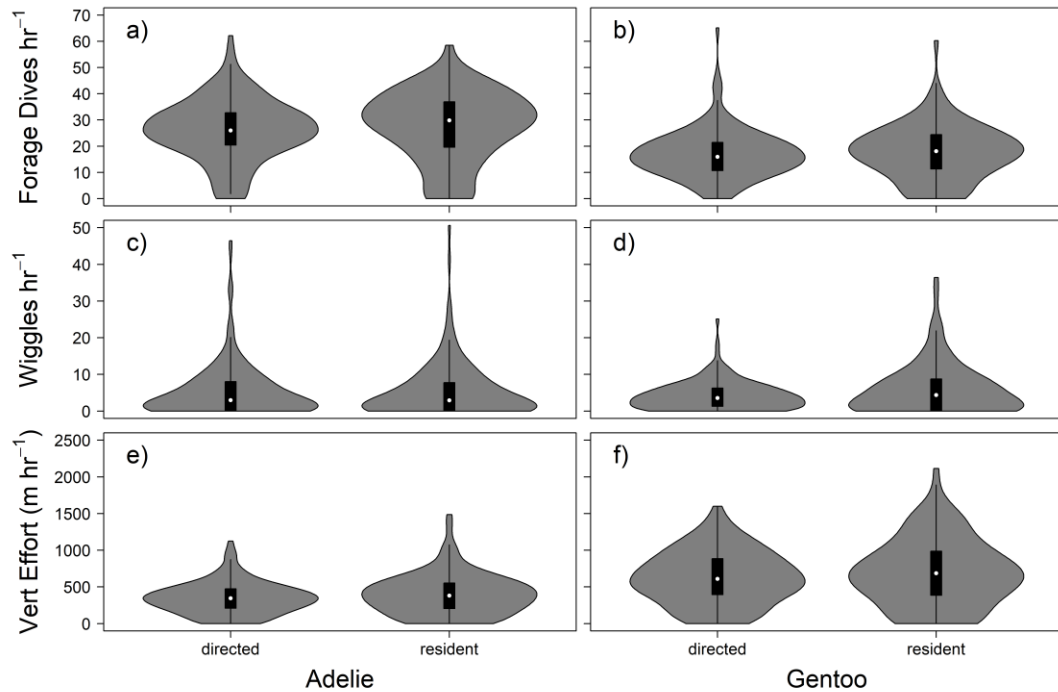 Forage Dives hr⁻¹
70
60
50
40
30
20
10
0
a)
b)
Wiggles hr⁻¹
50
40
30
20
10
0
c)
d)
Vert Effort (m hr⁻¹)
2500
2000
1500
1000
500
0
e)
f)
directed resident directed resident
Adelie Gentoo